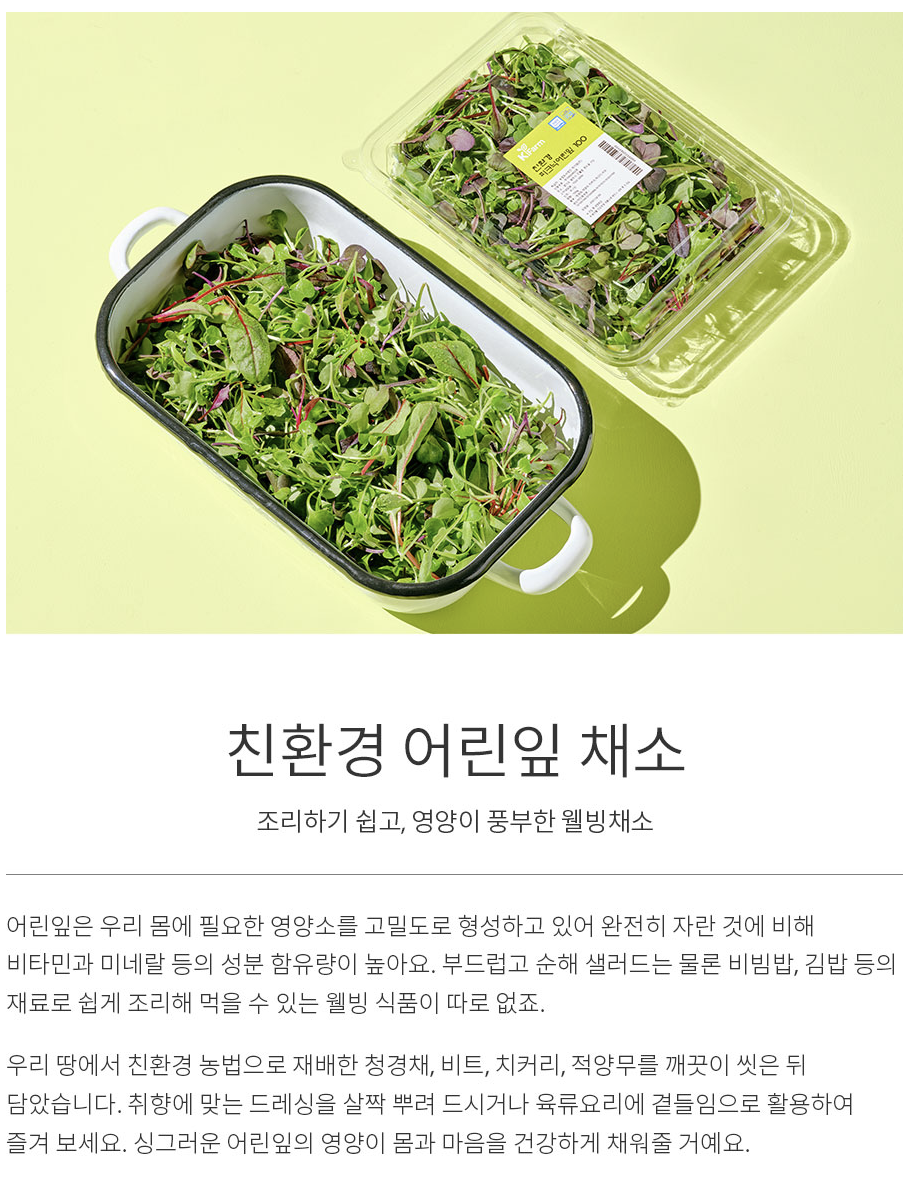 K Farm
친환경
어린잎 100
친환경 어린잎 채소
조리하기 쉽고, 영양이 풍부한 웰빙채소
어린잎은 우리 몸에 필요한 영양소를 고밀도로 형성하고 있어 완전히 자란 것에 비해
비타민과 미네랄 등의 성분 함유량이 높아요. 부드럽고 순해 샐러드는 물론 비빔밥, 김밥 등의
재료로 쉽게 조리해 먹을 수 있는 웰빙 식품이 따로 없죠.
우리 땅에서 친환경 농법으로 재배한 청경채, 비트, 치커리, 적양무를 깨끗이 씻은 뒤
담았습니다. 취향에 맞는 드레싱을 살짝 뿌려 드시거나 육류요리에 곁들임으로 활용하여
즐겨 보세요. 싱그러운 어린잎의 영양이 몸과 마음을 건강하게 채워줄 거예요.